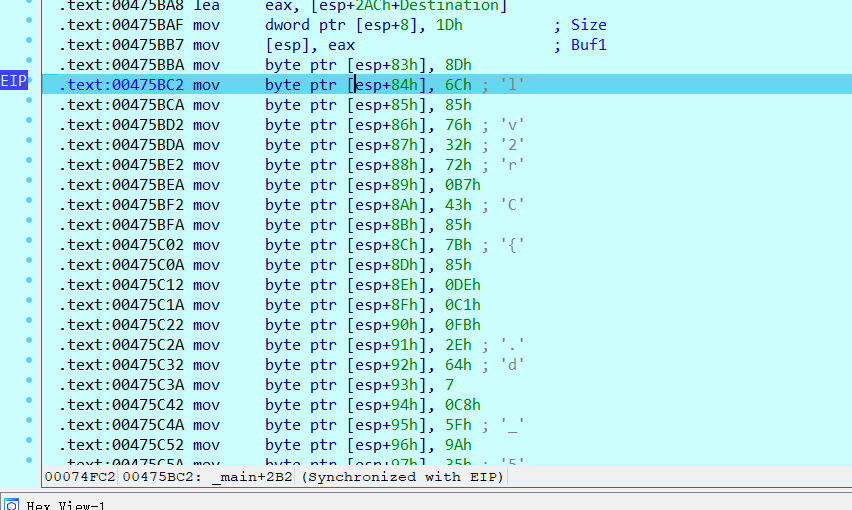 .text:00475BA8 lea eax, [esp+2ACh+Destination]
.text:00475BAF mov dword ptr [esp+8], 1Dh ; Size
.text:00475BB7 mov [esp], eax ; Buf1
.text:00475BBA mov byte ptr [esp+83h], 8Dh
EIP .text:00475BC2 mov byte ptr [esp+84h], 6Ch ; 'l'
.text:00475BCA mov byte ptr [esp+85h], 85h
.text:00475BD2 mov byte ptr [esp+86h], 76h ; 'v'
.text:00475BDA mov byte ptr [esp+87h], 32h ; '2'
.text:00475BE2 mov byte ptr [esp+88h], 72h ; 'r'
.text:00475BEA mov byte ptr [esp+89h], 0B7h
.text:00475BF2 mov byte ptr [esp+8Ah], 43h ; 'C'
.text:00475BFA mov byte ptr [esp+8Bh], 85h
.text:00475C02 mov byte ptr [esp+8Ch], 7Bh ; '{'
.text:00475C0A mov byte ptr [esp+8Dh], 85h
.text:00475C12 mov byte ptr [esp+8Eh], 0DEh
.text:00475C1A mov byte ptr [esp+8Fh], 0C1h
.text:00475C22 mov byte ptr [esp+90h], 0FBh
.text:00475C2A mov byte ptr [esp+91h], 2Eh ; '.'
.text:00475C32 mov byte ptr [esp+92h], 64h ; 'd'
.text:00475C3A mov byte ptr [esp+93h], 7
.text:00475C42 mov byte ptr [esp+94h], 0C8h
.text:00475C4A mov byte ptr [esp+95h], 5Fh ; '_'
.text:00475C52 mov byte ptr [esp+96h], 9Ah
.text:00475C5A mov byte ptr [esp+97h], 35h ; '5'
00074FC2 00475BC2: _main+2B2 (Synchronized with EIP)
Hex View-1